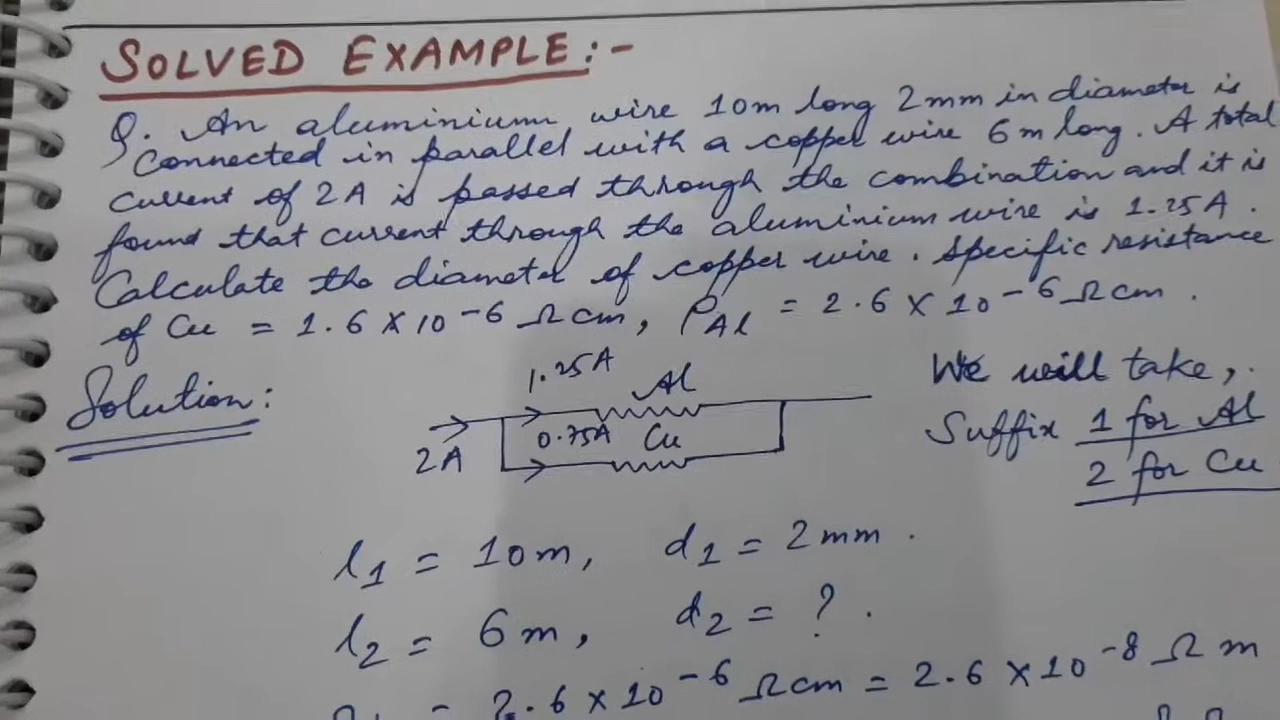 SOLVED EXAMPLE:-
Q. An aluminium wire 10m long 2mm in diameter is
connected in parallel with a copper wire 6m long. A total
current of 2A is passed through the combination and it is
found that current through the aluminium wire is 1.25A.
Calculate the diameter of copper wire. Specific resistance
of Cu = 1.6 × 10⁻⁶ Ω cm, ρAl = 2.6 × 10⁻⁶ Ω cm.
Solution:
1.25A Al
0.75A Cu
2A
We will take,
Suffix 1 for Al
2 for Cu
l₁ = 10m, d₁ = 2mm.
l₂ = 6m, d₂ = ?.
= 2.6 × 10⁻⁶ Ω cm = 2.6 × 10⁻⁸ Ω m